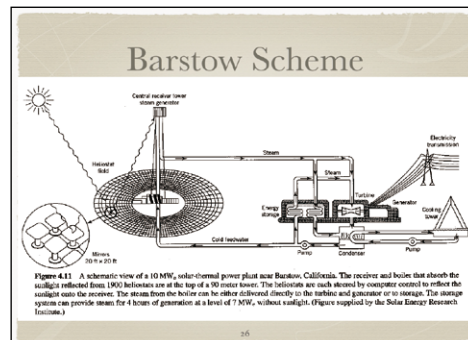 Barstow Scheme
Central receiver tower
steam generator
Electricity
transmission
Heliostat
field
Steam
Steam
Turbine
Generator
Energy
storage
Cooling
tower
Mirrors
20 ft x 20 ft
Cold feedwater
Pump
Condenser
Pump
Figure 4.11 A schematic view of a 10 MWe solar-thermal power plant near Barstow, California. The receiver and boiler that absorb the
sunlight reflected from 1900 heliostats are at the top of a 90 meter tower. The heliostats are each steered by computer control to reflect the
sunlight onto the receiver. The steam from the boiler can be either delivered directly to the turbine and generator or to storage. The storage
system can provide steam for 4 hours of generation at a level of 7 MWe without sunlight. (Figure supplied by the Solar Energy Research
Institute.)
26